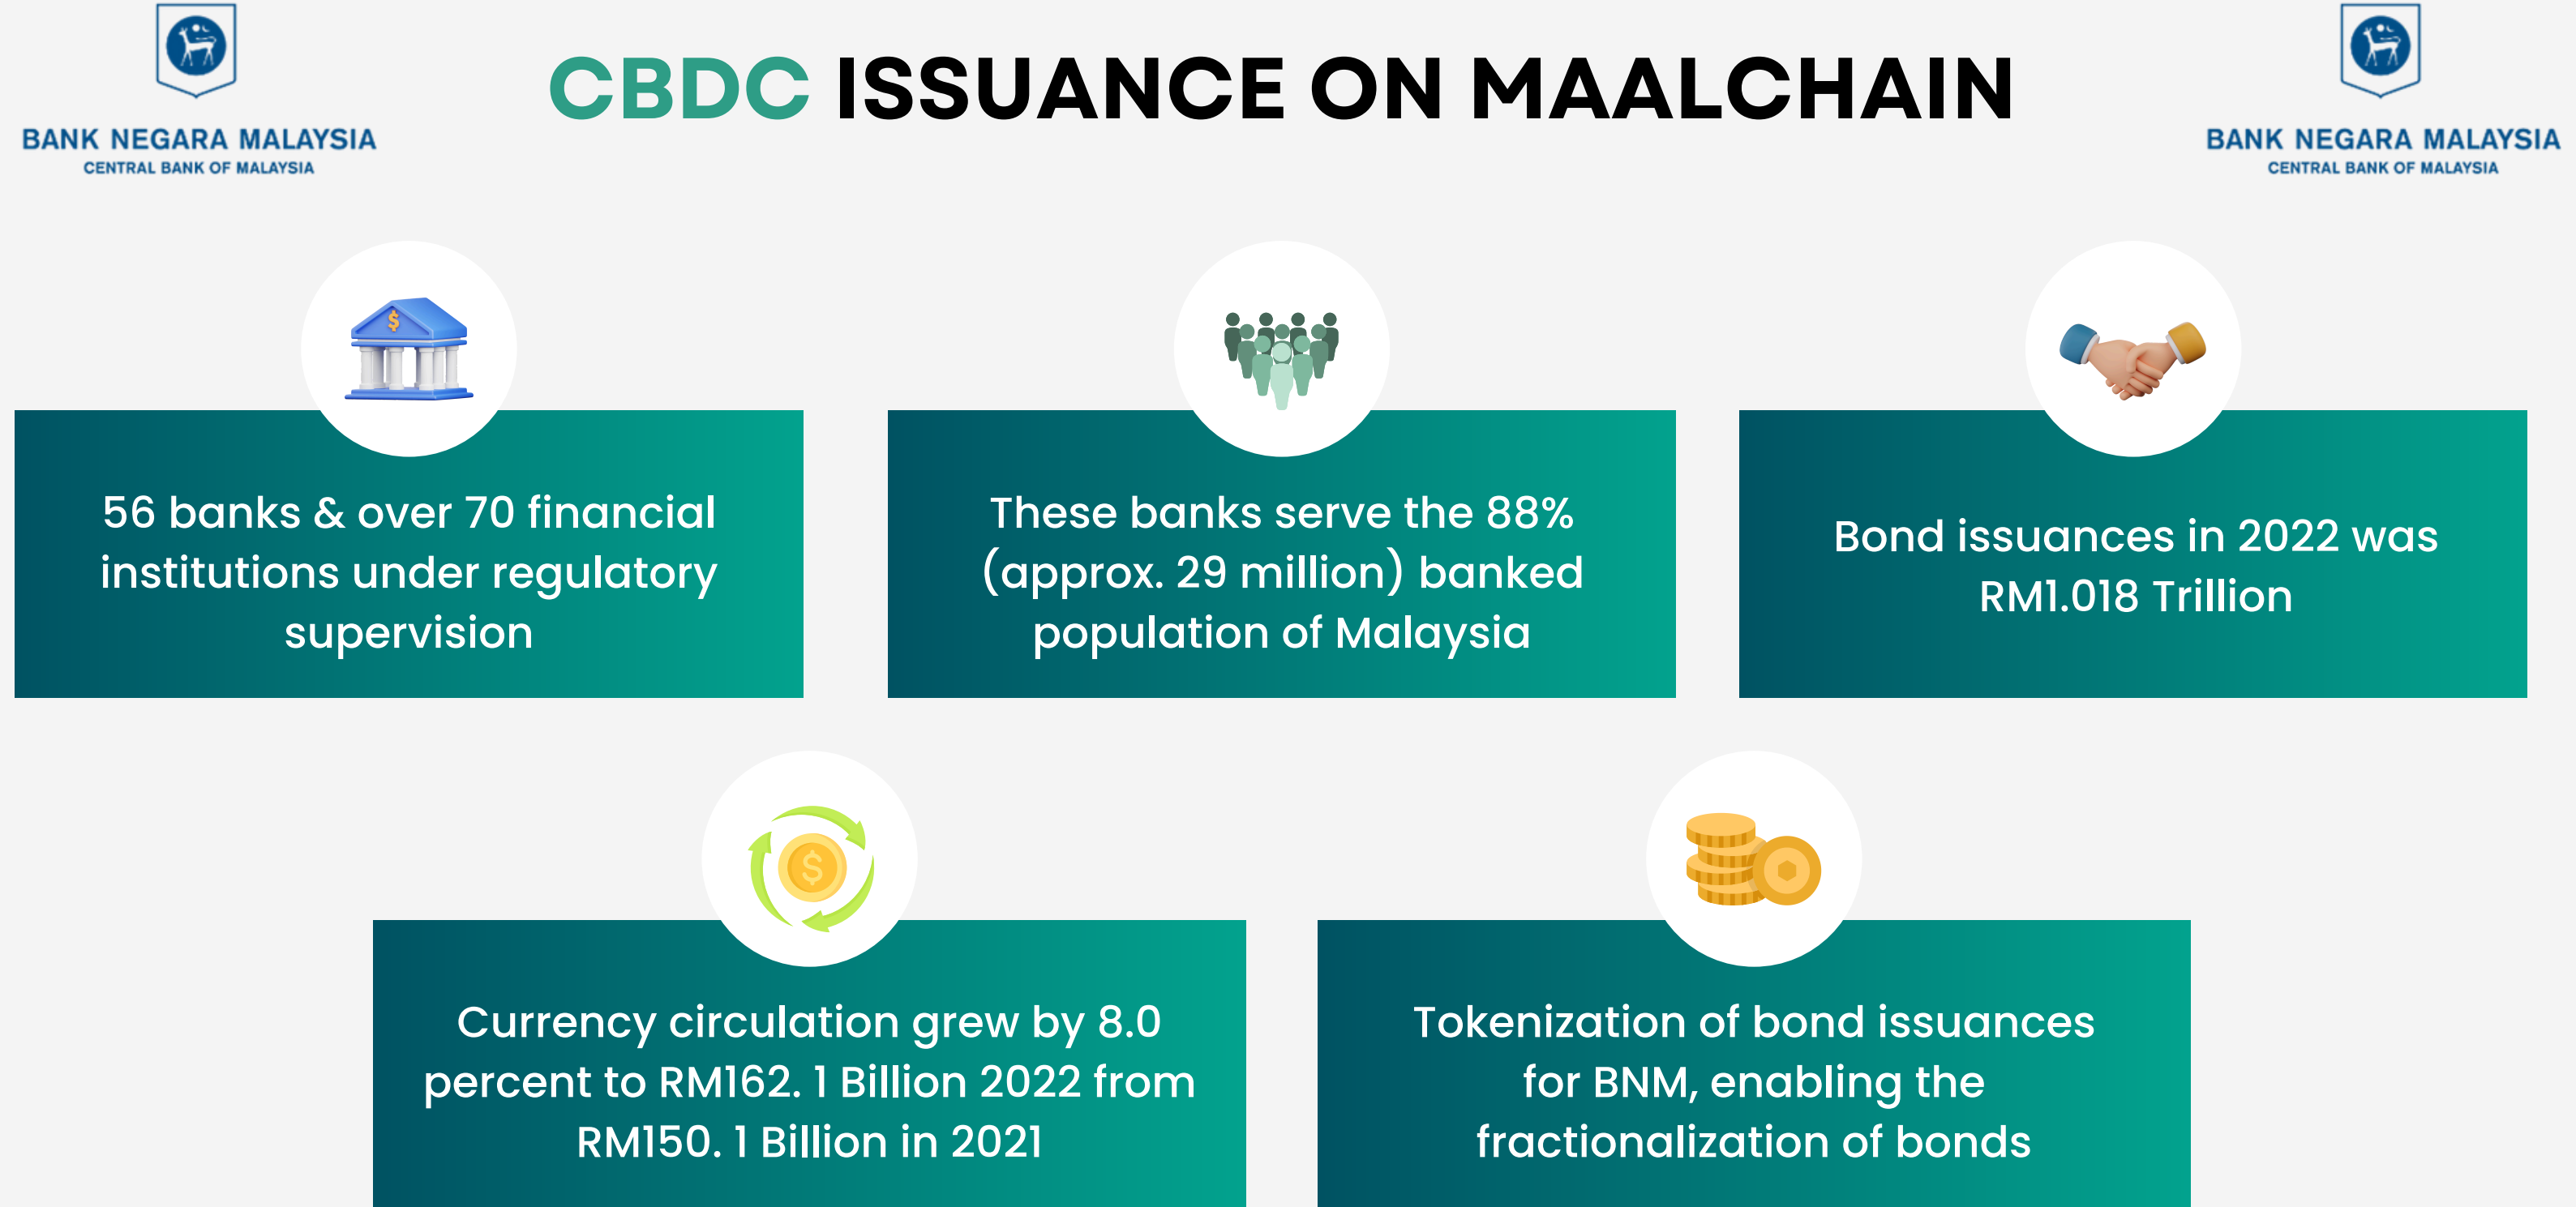 BANK NEGARA MALAYSIA
CENTRAL BANK OF MALAYSIA
CBDC ISSUANCE ON MAALCHAIN
BANK NEGARA MALAYSIA
CENTRAL BANK OF MALAYSIA
56 banks & over 70 financial
institutions under regulatory
supervision
These banks serve the 88%
(approx. 29 million) banked
population of Malaysia
Bond issuances in 2022 was
RM1.018 Trillion
Currency circulation grew by 8.0
percent to RM162. 1 Billion 2022 from
RM150. 1 Billion in 2021
Tokenization of bond issuances
for BNM, enabling the
fractionalization of bonds